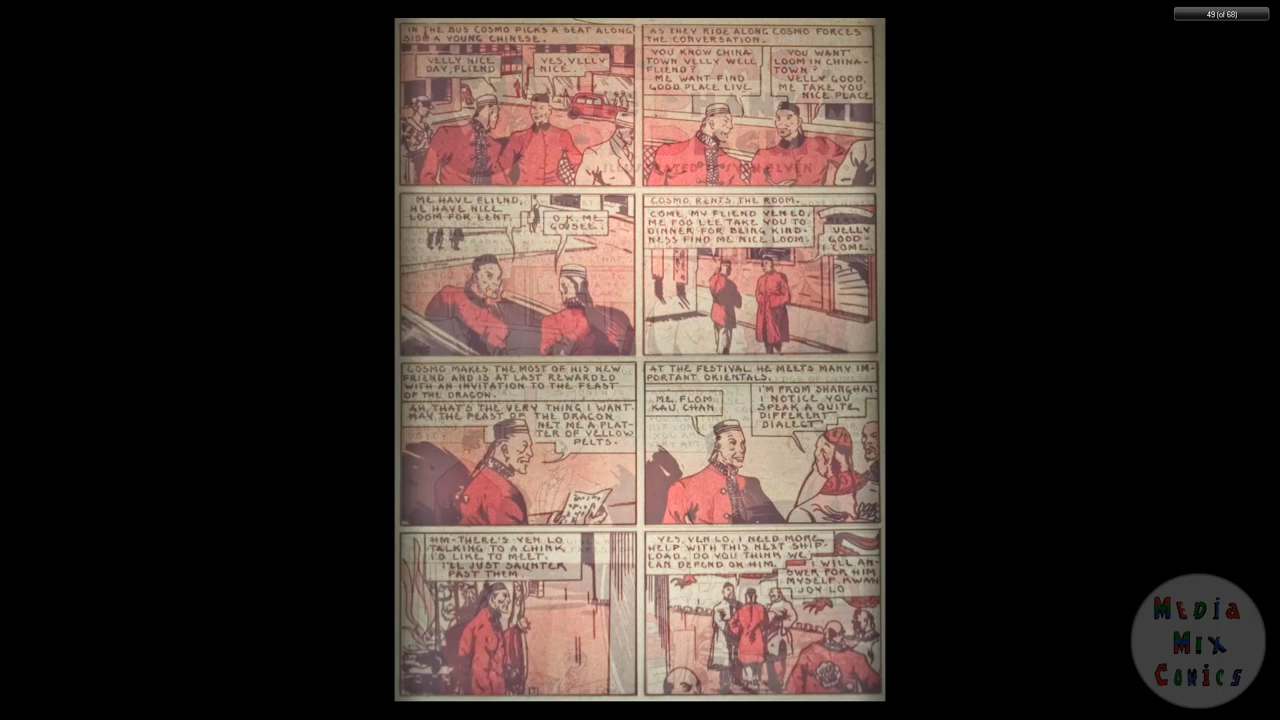 49 (of 68)
IN THE BUS COSMO PICKS A SEAT ALONG
SIDE A YOUNG CHINESE.
VELLY NICE
DAY, FLIEND
YES, VELLY
NICE.
AS THEY RIDE ALONG COSMO FORCES
THE CONVERSATION.
YOU KNOW CHINA-
TOWN VELLY WELL
FLIEND?
ME WANT FIND
GOOD PLACE LIVE
YOU WANT
LOOM IN CHINA-
TOWN?
VELLY GOOD,
ME TAKE YOU
NICE PLACE
ILLUSTRATED
ME HAVE FLIEND,
HE HAVE NICE
LOOM FOR LENT.
O.K. ME
GO SEE.
COSMO RENTS THE ROOM.
COME MY FLIEND VEN LO,
ME FOO LEE TAKE YOU TO
DINNER FOR BEING KIND-
NESS FIND ME NICE LOOM.
VELLY
GOOD-
I COME.
COSMO MAKES THE MOST OF HIS NEW
FRIEND AND IS AT LAST REWARDED
WITH AN INVITATION TO THE FEAST
OF THE DRAGON.
AH, THAT'S THE VERY THING I WANT-
MAY THE FEAST OF THE DRAGON
NET ME A PLAT-
TER OF YELLOW
PELTS.
AT THE FESTIVAL HE MEETS MANY IM-
PORTANT ORIENTALS.
ME FLOM
KAU CHAN
I'M FROM SHANGHAI.
I NOTICE YOU
SPEAK A QUITE
DIFFERENT
DIALECT
HM-THERE'S VEN LO
TALKING TO A CHINK
I'D LIKE TO MEET.
I'LL JUST SAUNTER
PAST THEM.
YES, VEN LO, I NEED MORE
HELP WITH THIS NEXT SHIP-
LOAD. DO YOU THINK WE
CAN DEPEND ON HIM.
I WILL AN-
SWER FOR HIM
MYSELF KWAN
JOY LO
MEDIA
MIX
COMICS